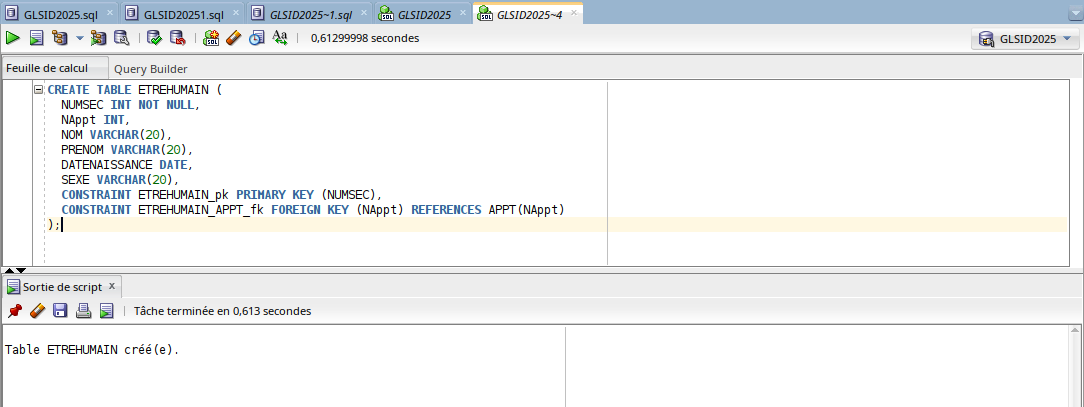 GLSID2025.sql GLSID20251.sql GLSID2025~1.sql GLSID2025 GLSID2025~4
0,61299998 secondes GLSID2025
Feuille de calcul Query Builder
CREATE TABLE ETREHUMAIN (
NUMSEC INT NOT NULL,
NAppt INT,
NOM VARCHAR(20),
PRENOM VARCHAR(20),
DATENAISSANCE DATE,
SEXE VARCHAR(20),
CONSTRAINT ETREHUMAIN_pk PRIMARY KEY (NUMSEC),
CONSTRAINT ETREHUMAIN_APPT_fk FOREIGN KEY (NAppt) REFERENCES APPT(NAppt)
);
Sortie de script x
Tâche terminée en 0,613 secondes
Table ETREHUMAIN créé(e).